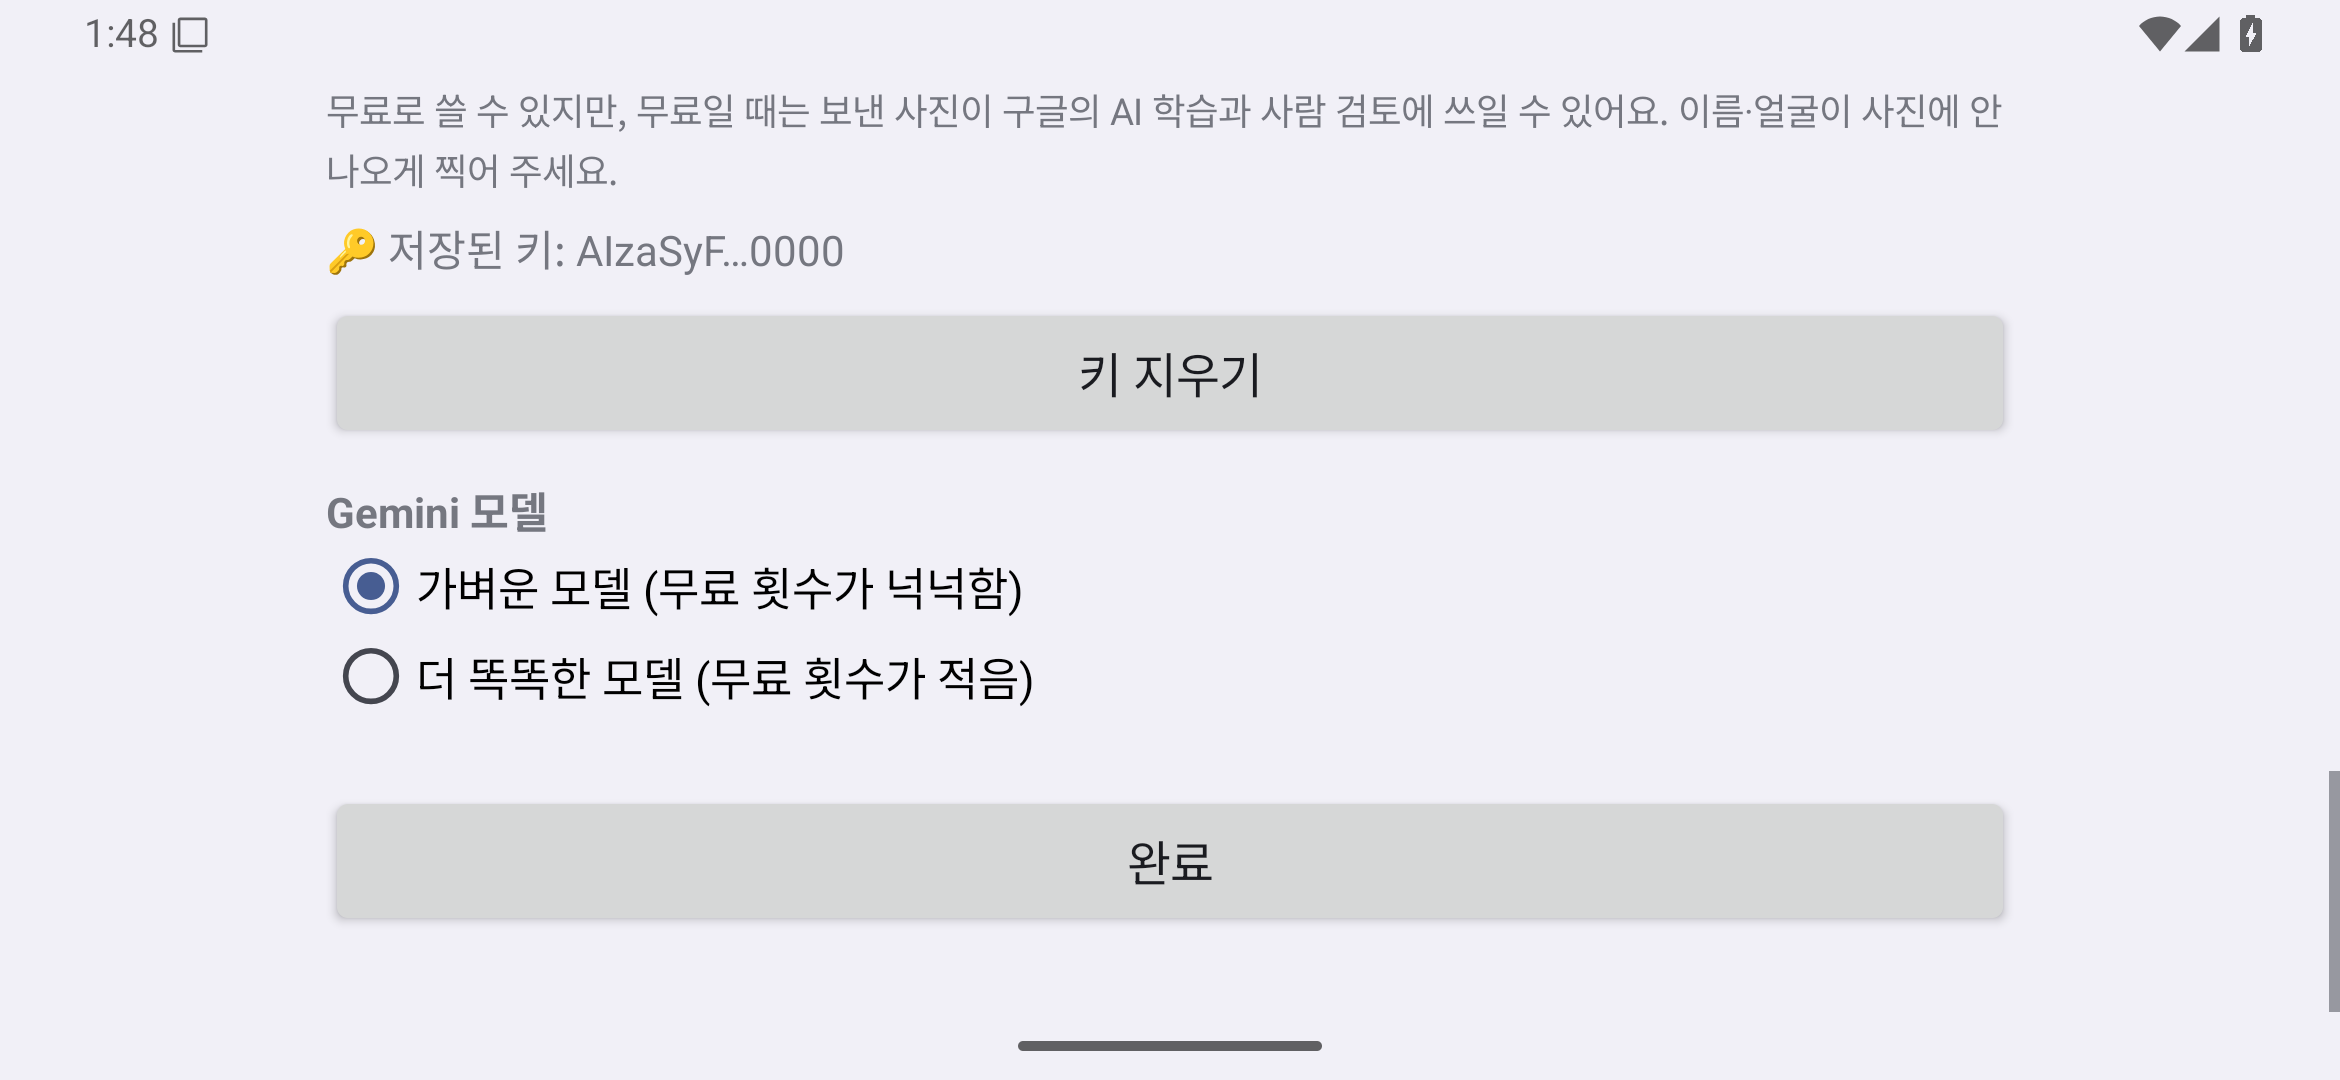 1:48
무료로 쓸 수 있지만, 무료일 때는 보낸 사진이 구글의 AI 학습과 사람 검토에 쓰일 수 있어요. 이름·얼굴이 사진에 안
나오게 찍어 주세요.
🔑 저장된 키: AIzaSyF...0000
키 지우기
Gemini 모델
가벼운 모델 (무료 횟수가 넉넉함)
더 똑똑한 모델 (무료 횟수가 적음)
완료